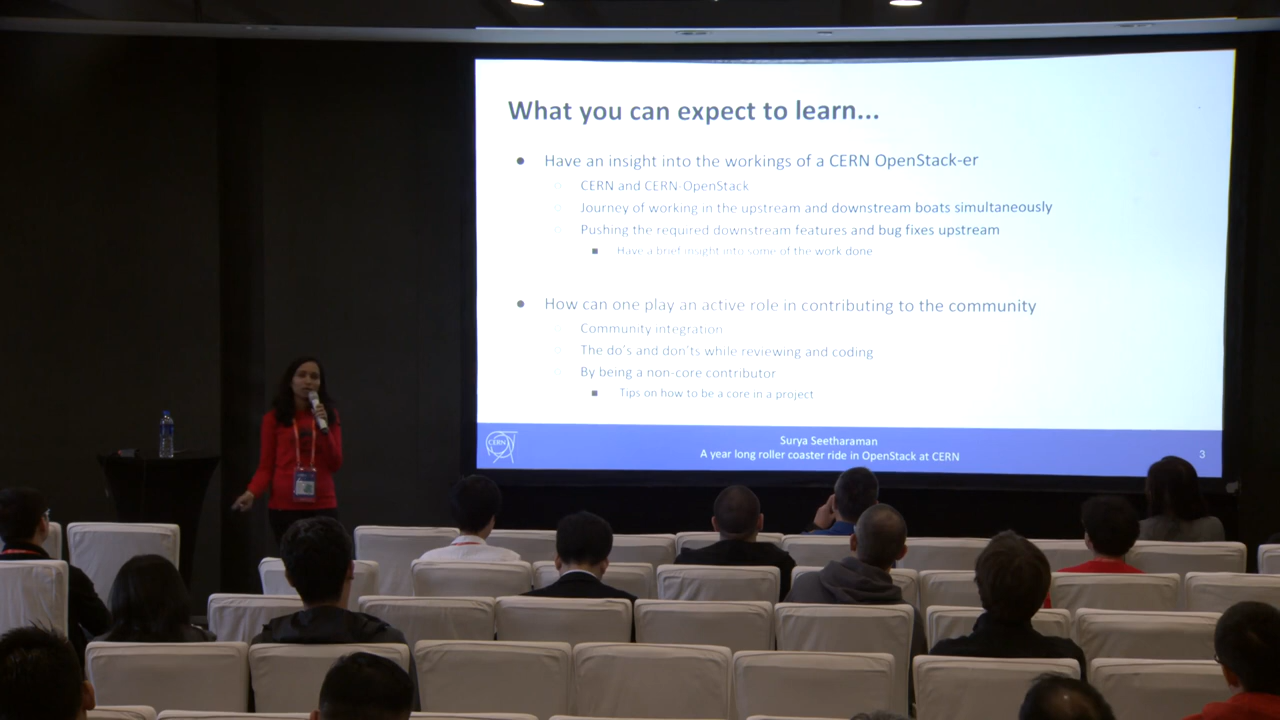 What you can expect to learn...
● Have an insight into the workings of a CERN OpenStack-er
○ CERN and CERN-OpenStack
○ Journey of working in the upstream and downstream boats simultaneously
○ Pushing the required downstream features and bug fixes upstream
■ Have a brief insight into some of the work done
● How can one play an active role in contributing to the community
○ Community integration
○ The do's and don'ts while reviewing and coding
○ By being a non-core contributor
■ Tips on how to be a core in a project
CERN
Surya Seetharaman
A year long roller coaster ride in OpenStack at CERN
3